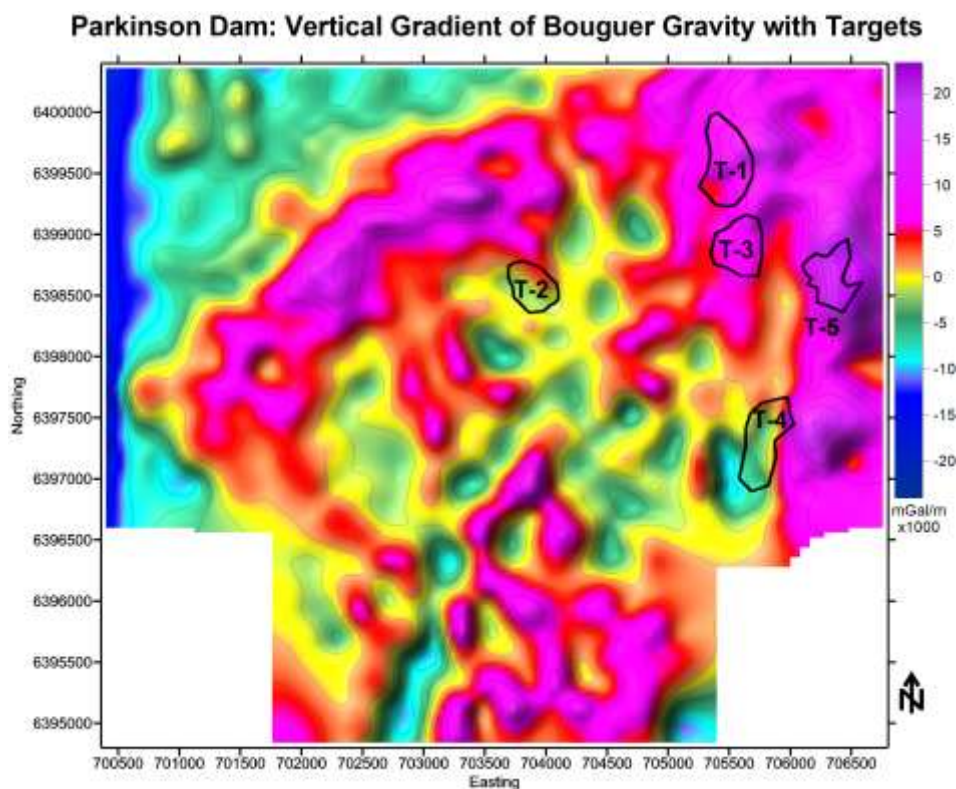 Parkinson Dam: Vertical Gradient of Bouguer Gravity with Targets
6400000
6399500
6399000
6398500
6398000
6397500
6397000
6396500
6396000
6395500
6395000
Northing
T-1
T-3
T-2
T-5
T-4
20
15
10
5
0
-5
-10
-15
-20
mGal/m
x1000
N
700500 701000 701500 702000 702500 703000 703500 704000 704500 705000 705500 706000 706500
Easting